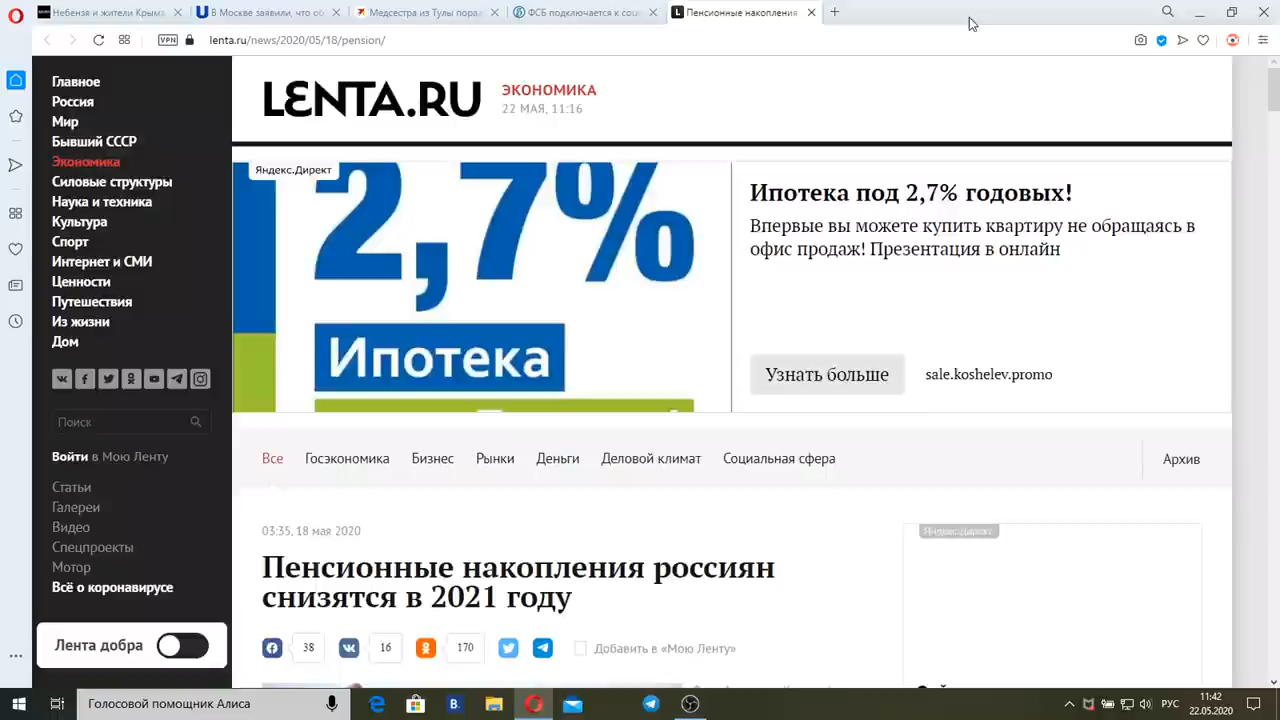 Небензя и жители Крыма
В Москве заявили, что об
Медсестра из Тулы порал
ФСБ подключается к соци
Пенсионные накопления
VPN
lenta.ru/news/2020/05/18/pension/
Главное
Россия
Мир
Бывший СССР
Экономика
Силовые структуры
Наука и техника
Культура
Спорт
Интернет и СМИ
Ценности
Путешествия
Из жизни
Дом
Поиск
Войти в Мою Ленту
Статьи
Галереи
Видео
Спецпроекты
Мотор
Всё о коронавирусе
Лента добра
LENTA.RU
ЭКОНОМИКА
22 МАЯ, 11:16
Яндекс.Директ
2,7%
Ипотека
Ипотека под 2,7% годовых!
Впервые вы можете купить квартиру не обращаясь в
офис продаж! Презентация в онлайн
Узнать больше
sale.koshelev.promo
Все Госэкономика Бизнес Рынки Деньги Деловой климат Социальная сфера Архив
03:35, 18 мая 2020
Пенсионные накопления россиян
снизятся в 2021 году
38 16 170 Добавить в «Мою Ленту»
Яндекс.Директ
Голосовой помощник Алиса
РУС
11:42
22.05.2020